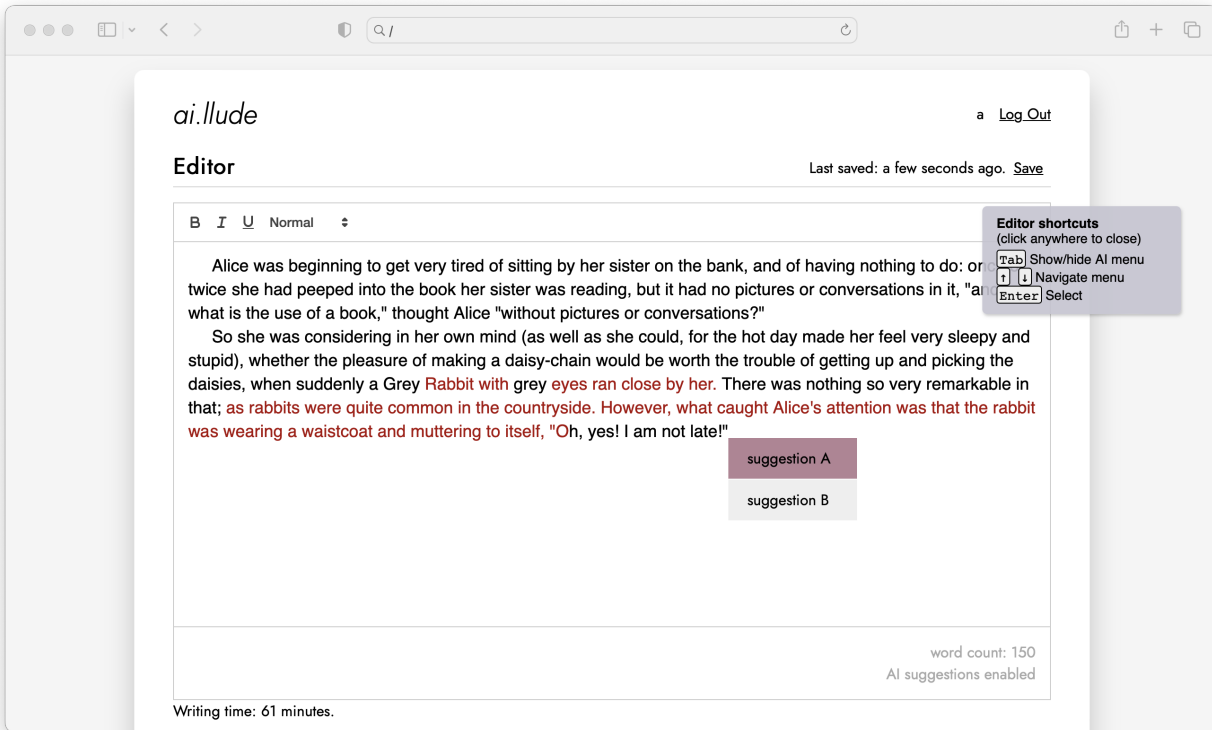 /
ai.llude
a Log Out
Editor
Last saved: a few seconds ago. Save
B I U Normal
Editor shortcuts
(click anywhere to close)
Tab Show/hide AI menu
↑ ↓ Navigate menu
Enter Select
Alice was beginning to get very tired of sitting by her sister on the bank, and of having nothing to do:
twice she had peeped into the book her sister was reading, but it had no pictures or conversations in it,
what is the use of a book," thought Alice "without pictures or conversations?"
So she was considering in her own mind (as well as she could, for the hot day made her feel very sleepy and
stupid), whether the pleasure of making a daisy-chain would be worth the trouble of getting up and picking the
daisies, when suddenly a Grey Rabbit with grey eyes ran close by her. There was nothing so very remarkable in
that; as rabbits were quite common in the countryside. However, what caught Alice's attention was that the rabbit
was wearing a waistcoat and muttering to itself, "Oh, yes! I am not late!"
suggestion A
suggestion B
word count: 150
AI suggestions enabled
Writing time: 61 minutes.